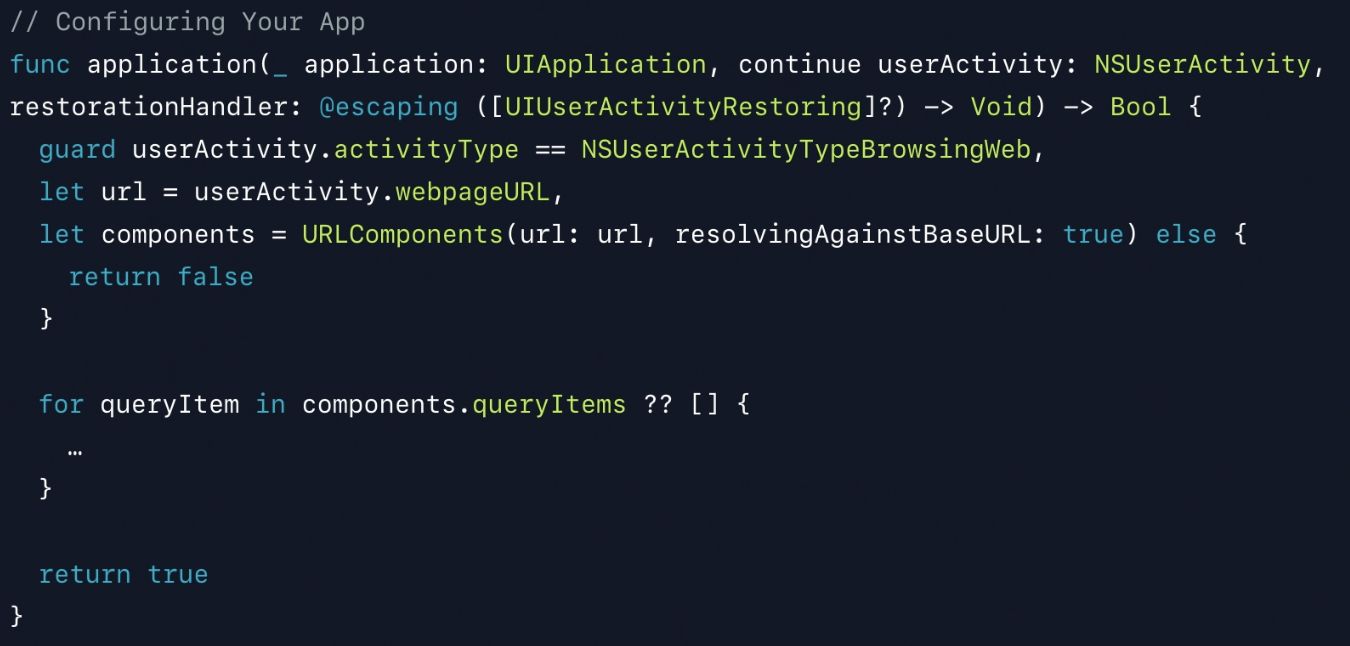 // Configuring Your App
func application(_ application: UIApplication, continue userActivity: NSUserActivity,
restorationHandler: @escaping ([UIUserActivityRestoring]?) -> Void) -> Bool {
guard userActivity.activityType == NSUserActivityTypeBrowsingWeb,
let url = userActivity.webpageURL,
let components = URLComponents(url: url, resolvingAgainstBaseURL: true) else {
return false
}
for queryItem in components.queryItems ?? [] {
…
}
return true
}